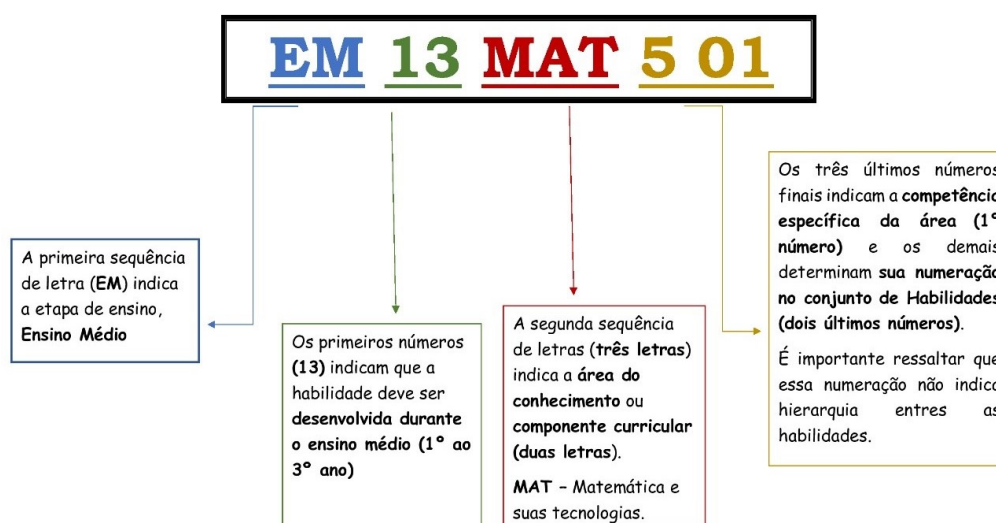 EM 13 MAT 5 01
A primeira sequência
de letra (EM) indica
a etapa de ensino,
Ensino Médio
Os primeiros números
(13) indicam que a
habilidade deve ser
desenvolvida durante
o ensino médio (1º ao
3º ano)
A segunda sequência
de letras (três letras)
indica a área do
conhecimento ou
componente curricular
(duas letras).
MAT – Matemática e
suas tecnologias.
Os três últimos números
finais indicam a competência
específica da área (1º
número) e os demais
determinam sua numeração
no conjunto de Habilidades
(dois últimos números).
É importante ressaltar que
essa numeração não indica
hierarquia entres as
habilidades.